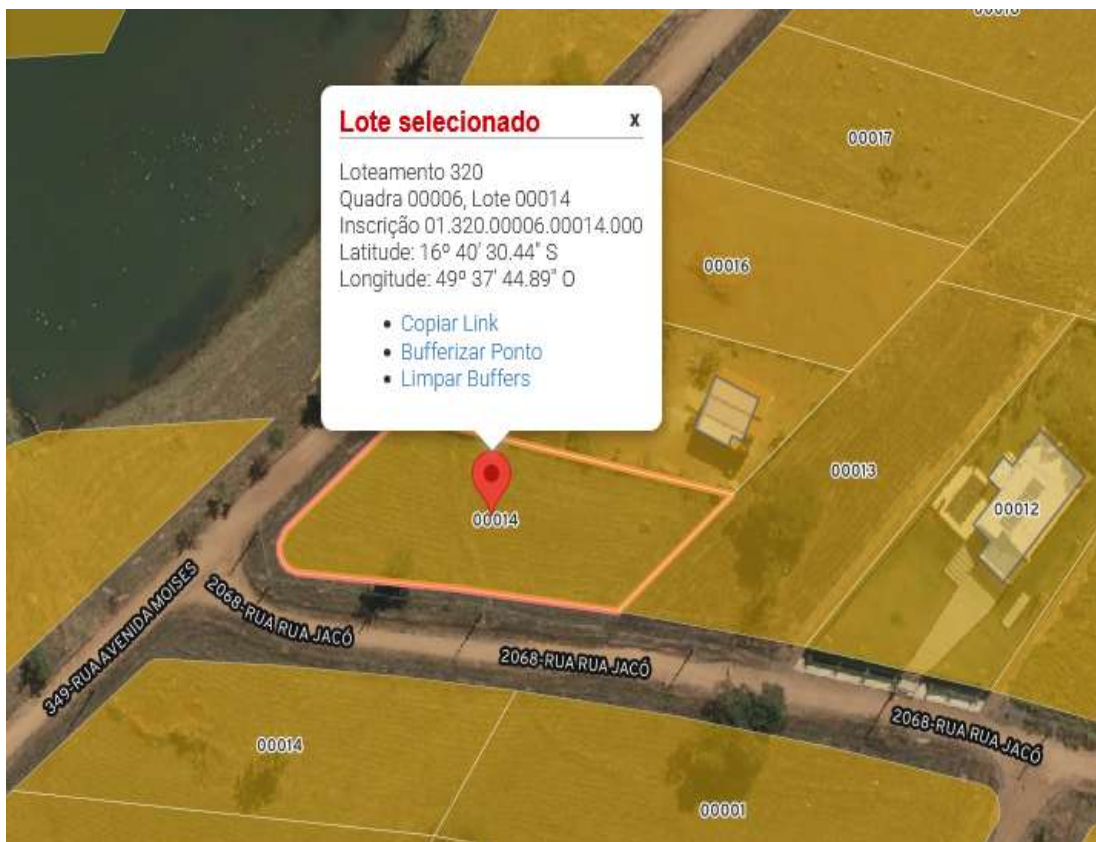 00018
Lote selecionado x
Loteamento 320
Quadra 00006, Lote 00014
Inscrição 01.320.00006.00014.000
Latitude: 16º 40' 30.44" S
Longitude: 49º 37' 44.89" O
• Copiar Link
• Bufferizar Ponto
• Limpar Buffers
00017
00016
00013
00012
00014
349-RUA AVENIDA MOISES
2068-RUA RUA JACÓ
2068-RUA RUA JACÓ
2068-RUA RUA JACÓ
00014
00001